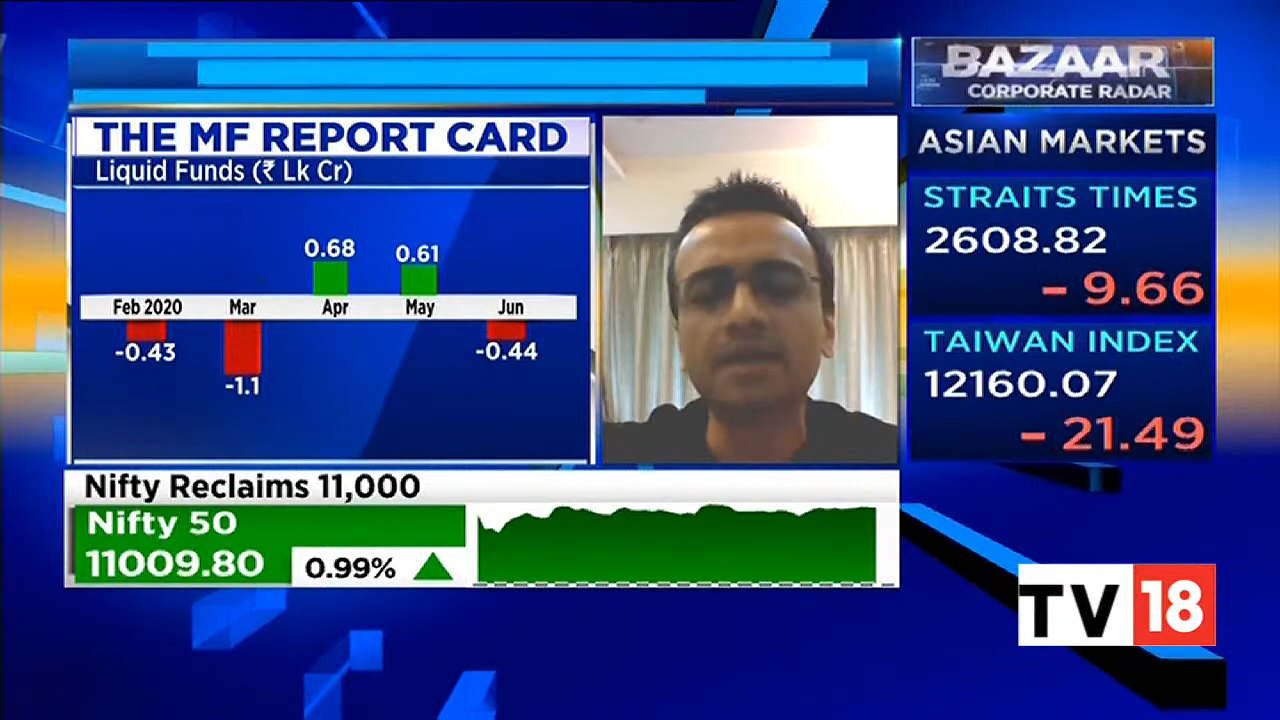 BAZAAR
CORPORATE RADAR
THE MF REPORT CARD
Liquid Funds (₹ Lk Cr)
0.68
0.61
Feb 2020 Mar Apr May Jun
-0.43
-1.1
-0.44
ASIAN MARKETS
STRAITS TIMES
2608.82
- 9.66
TAIWAN INDEX
12160.07
- 21.49
Nifty Reclaims 11,000
Nifty 50
11009.80
0.99%
TV18